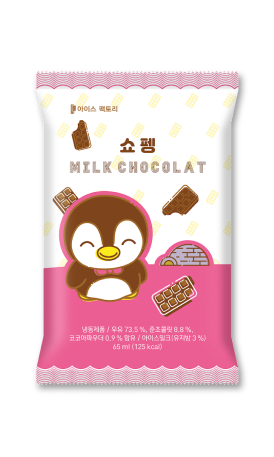 아이스 팩토리
쇼펭
MILK CHOCOLAT
냉동제품 / 우유 73.5 %, 준초콜릿 8.8 %,
코코아파우더 0.9 % 함유 / 아이스밀크(유지방 3 %)
65 ml (125 kcal)